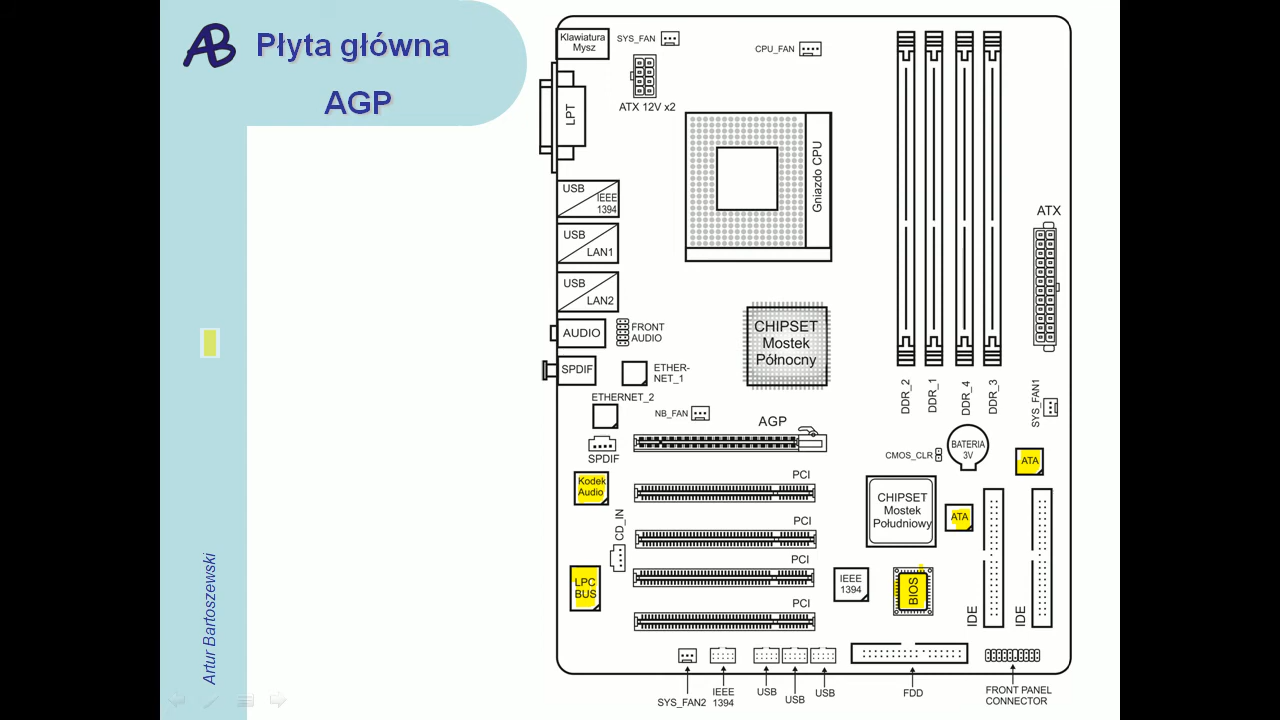 AB
Płyta główna
AGP
Artur Bartoszewski
Klawiatura
Mysz
SYS_FAN
CPU_FAN
ATX 12V x2
LPT
Gniazdo CPU
USB
IEEE
1394
USB
LAN1
USB
LAN2
ATX
AUDIO
FRONT
AUDIO
CHIPSET
Mostek
Północny
SPDIF
ETHER-
NET_1
ETHERNET_2
NB_FAN
DDR_2
DDR_1
DDR_4
DDR_3
SYS_FAN1
AGP
SPDIF
BATERIA
3V
CMOS_CLR
ATA
PCI
Kodek
Audio
CD_IN
CHIPSET
Mostek
Południowy
ATA
PCI
PCI
LPC
BUS
IEEE
1394
BIOS
IDE
IDE
PCI
SYS_FAN2
IEEE
1394
USB
USB
USB
FDD
FRONT PANEL
CONNECTOR